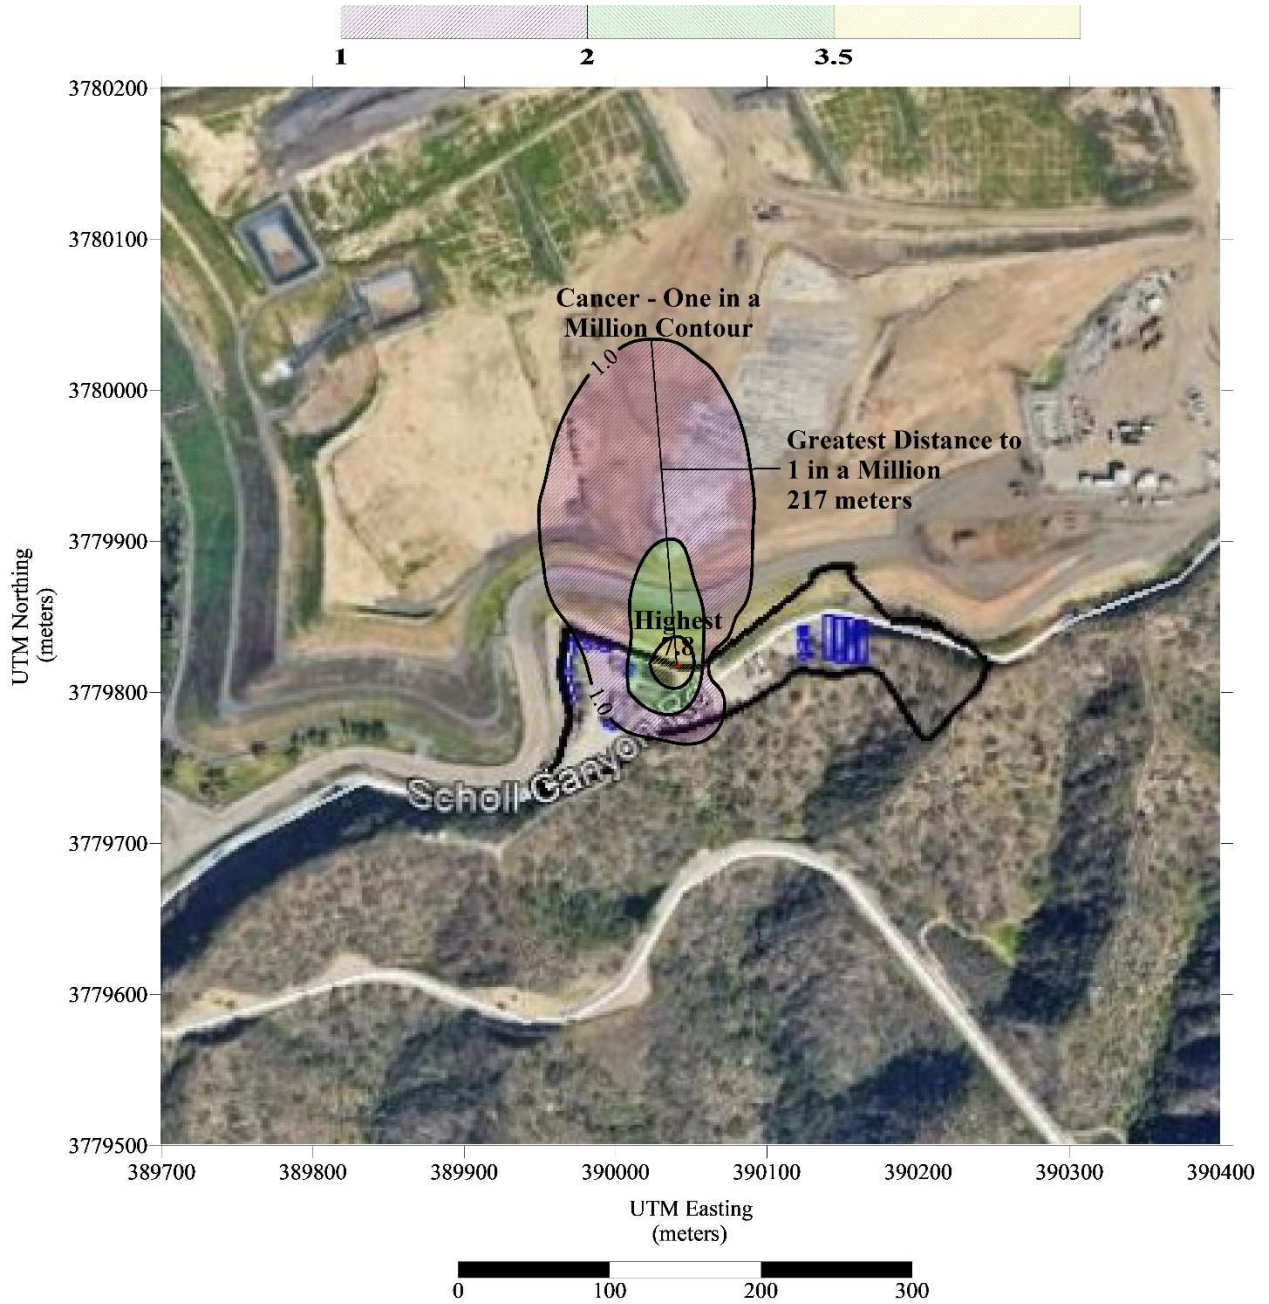 1 2 3.5
3780200
3780100
Cancer - One in a
Million Contour
1.0
3780000
Greatest Distance to
1 in a Million
217 meters
3779900
Highest
7.8
UTM Northing
(meters)
3779800
1.0
Scholl Canyon
3779700
3779600
3779500
389700 389800 389900 390000 390100 390200 390300 390400
UTM Easting
(meters)
0 100 200 300